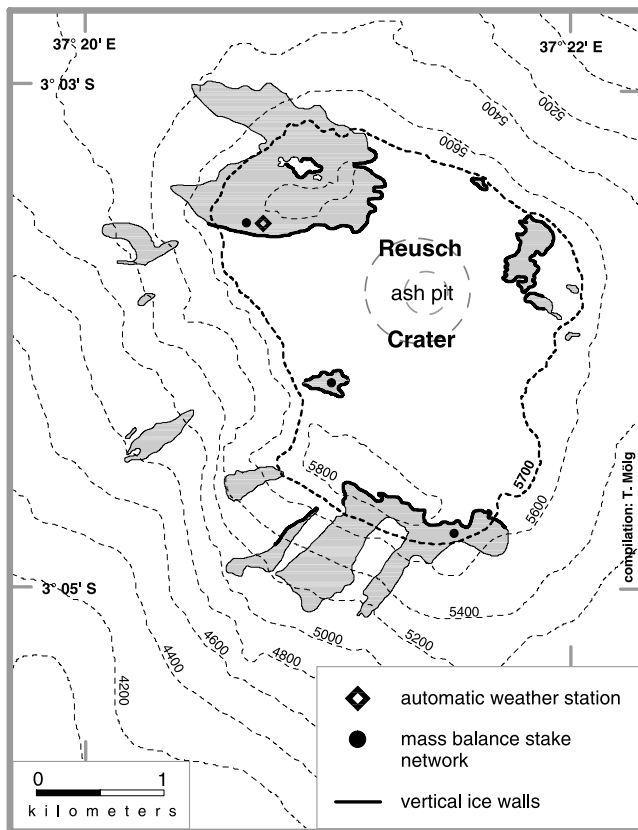 37° 20' E
37° 22' E
3° 03' S
5200
5400
5600
Reusch
ash pit
Crater
5800
5700
5600
compilation: T. Mölg
3° 05' S
5400
5200
5000
4800
4600
4400
4200
automatic weather station
mass balance stake
network
vertical ice walls
0 1
kilometers